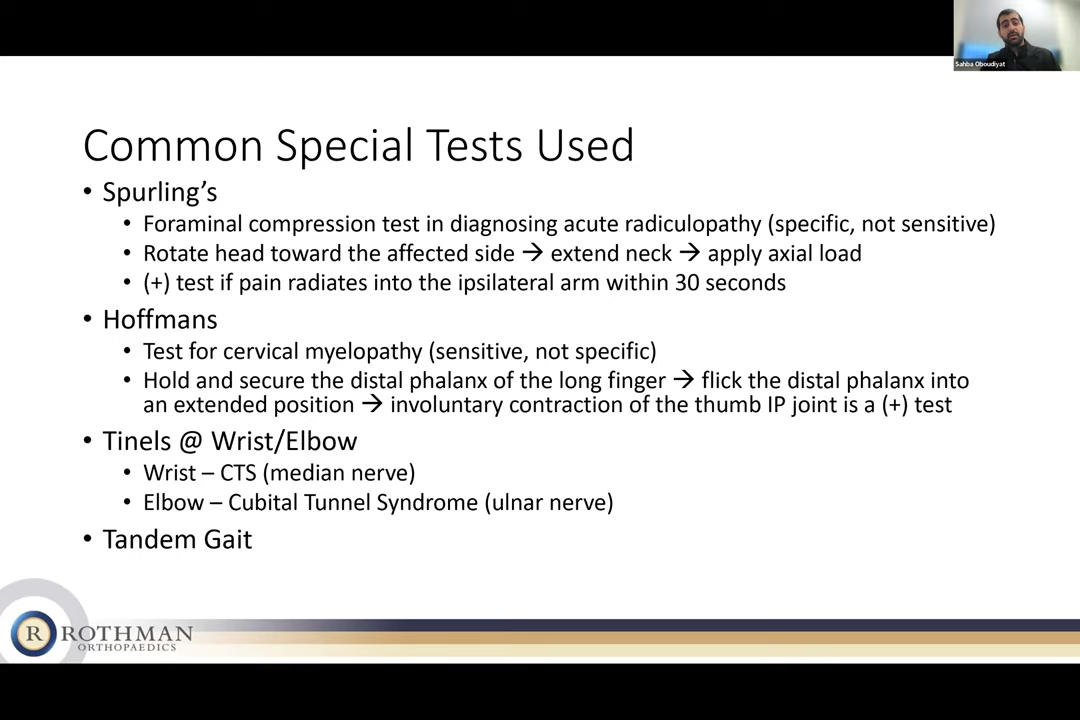 Sahba Oboudiyat
Common Special Tests Used
• Spurling’s
• Foraminal compression test in diagnosing acute radiculopathy (specific, not sensitive)
• Rotate head toward the affected side → extend neck → apply axial load
• (+) test if pain radiates into the ipsilateral arm within 30 seconds
• Hoffmans
• Test for cervical myelopathy (sensitive, not specific)
• Hold and secure the distal phalanx of the long finger → flick the distal phalanx into
an extended position → involuntary contraction of the thumb IP joint is a (+) test
• Tinels @ Wrist/Elbow
• Wrist – CTS (median nerve)
• Elbow – Cubital Tunnel Syndrome (ulnar nerve)
• Tandem Gait
R ROTHMAN
ORTHOPAEDICS